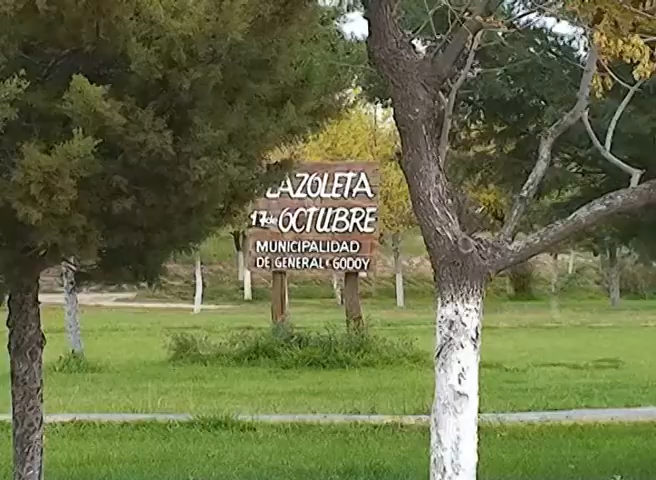 LAZOLETA
17 de OCTUBRE
MUNICIPALIDAD
DE GENERAL E. GODOY